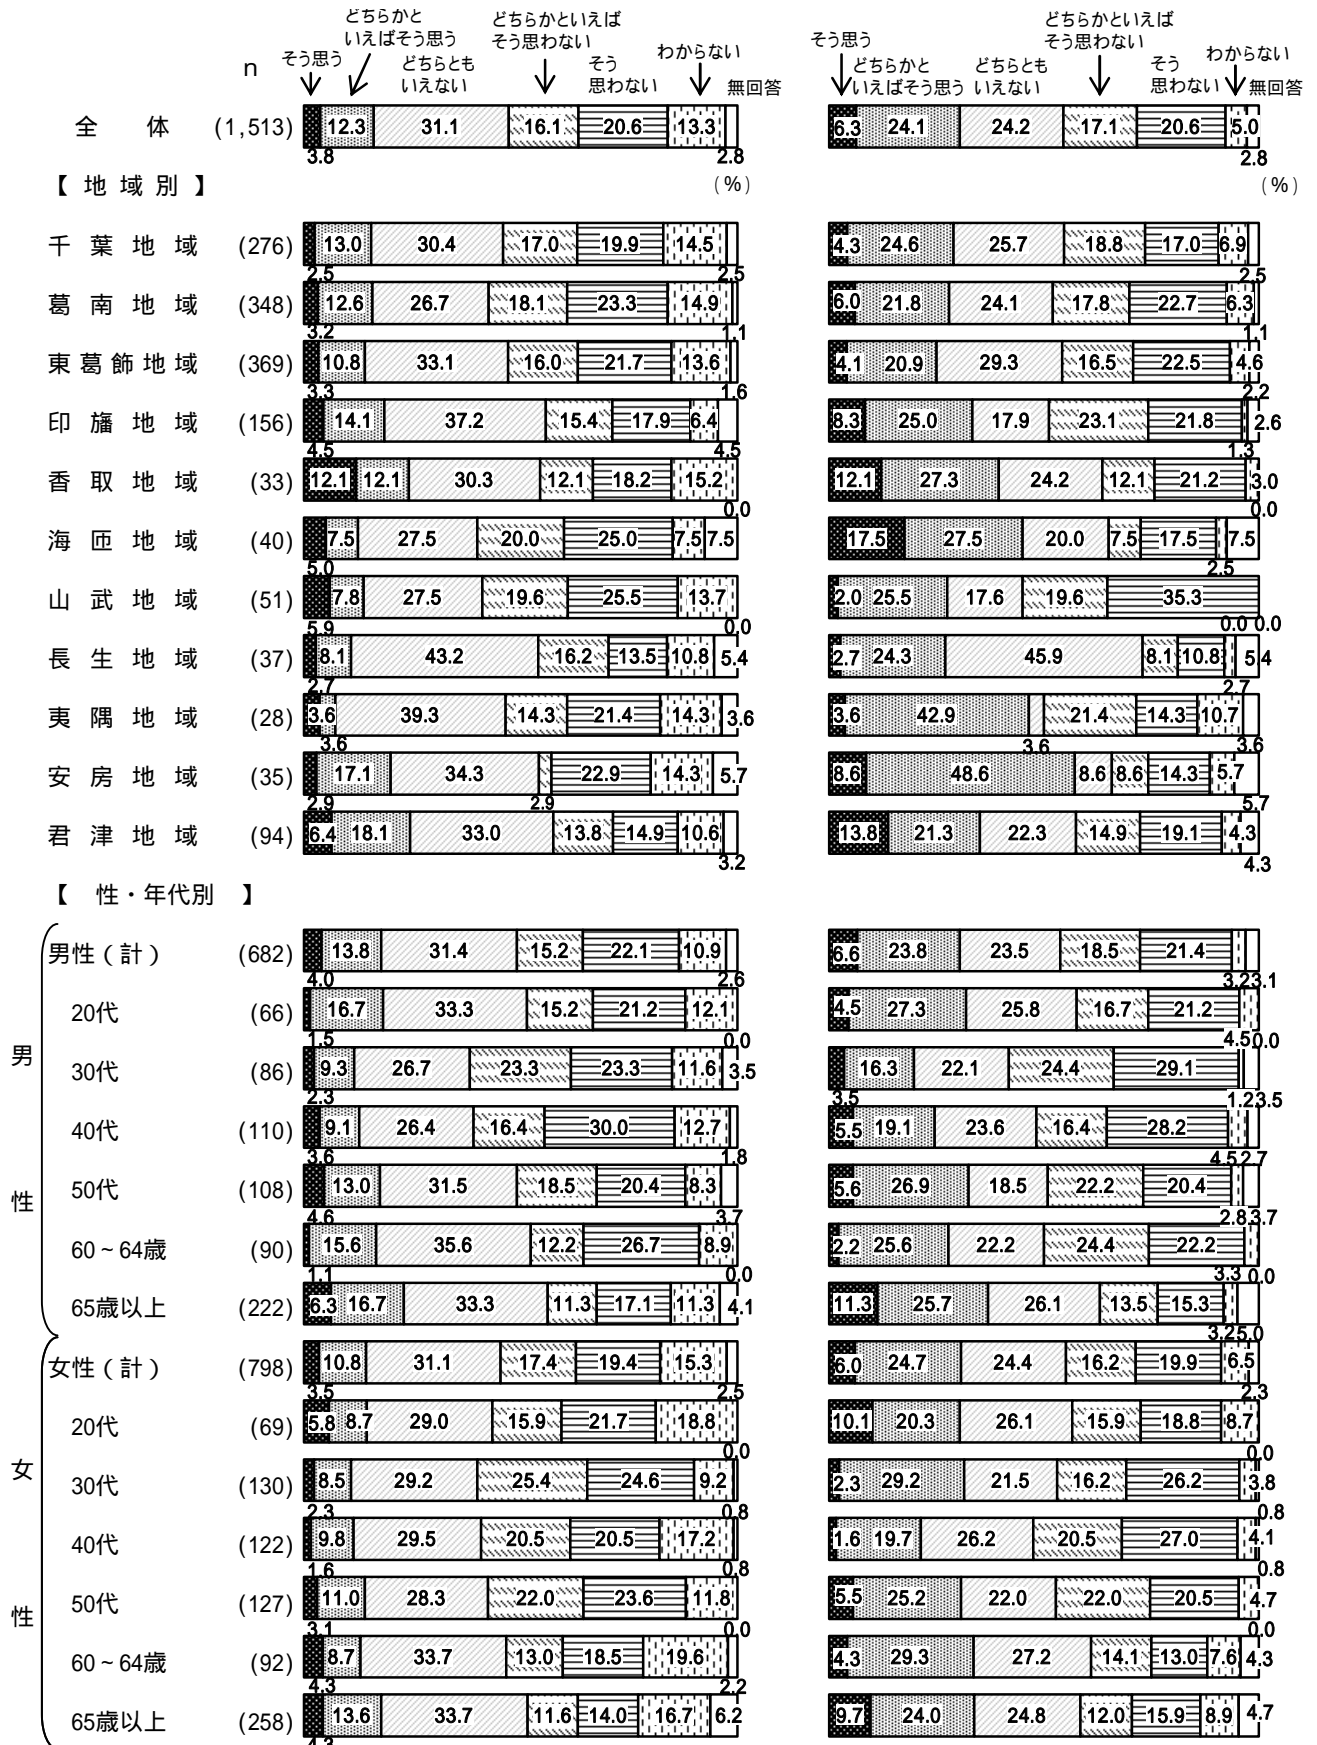 どちらかと
いえばそう思う
どちらかといえば
そう思わない
そう思う
どちらとも
いえない
そう
思わない
わからない
無回答
n
どちらかといえば
そう思わない
そう思う
どちらかと
いえばそう思う
どちらとも
いえない
そう
思わない
わからない
無回答
全 体 (1,513) 12.3 31.1 16.1 20.6 13.3 6.3 24.1 24.2 17.1 20.6 5.0
3.8 2.8 2.8
【 地 域 別 】 (%) (%)
千 葉 地 域 (276) 13.0 30.4 17.0 19.9 14.5 4.3 24.6 25.7 18.8 17.0 6.9
2.5 2.5 2.5
葛 南 地 域 (348) 12.6 26.7 18.1 23.3 14.9 6.0 21.8 24.1 17.8 22.7 6.3
3.2 1.1 1.1
東 葛 飾 地 域 (369) 10.8 33.1 16.0 21.7 13.6 4.1 20.9 29.3 16.5 22.5 4.6
3.3 1.6 2.2
印 旛 地 域 (156) 14.1 37.2 15.4 17.9 6.4 8.3 25.0 17.9 23.1 21.8 2.6
4.5 4.5 1.3
香 取 地 域 (33) 12.1 12.1 30.3 12.1 18.2 15.2 12.1 27.3 24.2 12.1 21.2 3.0
0.0 0.0
海 匝 地 域 (40) 7.5 27.5 20.0 25.0 7.5 7.5 17.5 27.5 20.0 7.5 17.5 7.5
5.0 2.5
山 武 地 域 (51) 7.8 27.5 19.6 25.5 13.7 2.0 25.5 17.6 19.6 35.3
5.9 0.0 0.0 0.0
長 生 地 域 (37) 8.1 43.2 16.2 13.5 10.8 5.4 2.7 24.3 45.9 8.1 10.8 5.4
2.7 2.7
夷 隅 地 域 (28) 3.6 39.3 14.3 21.4 14.3 3.6 3.6 42.9 21.4 14.3 10.7
3.6 3.6 3.6
安 房 地 域 (35) 17.1 34.3 22.9 14.3 5.7 8.6 48.6 8.6 8.6 14.3 5.7
2.9 2.9 5.7
君 津 地 域 (94) 6.4 18.1 33.0 13.8 14.9 10.6 13.8 21.3 22.3 14.9 19.1 4.3
3.2 4.3
【 性・年代別 】
男性(計) (682) 13.8 31.4 15.2 22.1 10.9 6.6 23.8 23.5 18.5 21.4
4.0 2.6 3.2 3.1
20代 (66) 16.7 33.3 15.2 21.2 12.1 4.5 27.3 25.8 16.7 21.2
1.5 0.0 4.5 0.0
男
30代 (86) 9.3 26.7 23.3 23.3 11.6 3.5 16.3 22.1 24.4 29.1
2.3 3.5 1.2 3.5
40代 (110) 9.1 26.4 16.4 30.0 12.7 5.5 19.1 23.6 16.4 28.2
3.6 1.8 4.5 2.7
50代 (108) 13.0 31.5 18.5 20.4 8.3 5.6 26.9 18.5 22.2 20.4
性
4.6 3.7 2.8 3.7
60~64歳 (90) 15.6 35.6 12.2 26.7 8.9 2.2 25.6 22.2 24.4 22.2
1.1 0.0 3.3 0.0
65歳以上 (222) 6.3 16.7 33.3 11.3 17.1 11.3 4.1 11.3 25.7 26.1 13.5 15.3
3.2 5.0
女性(計) (798) 10.8 31.1 17.4 19.4 15.3 6.0 24.7 24.4 16.2 19.9 6.5
3.5 2.5 2.3
20代 (69) 5.8 8.7 29.0 15.9 21.7 18.8 10.1 20.3 26.1 15.9 18.8 8.7
0.0 0.0
女
30代 (130) 8.5 29.2 25.4 24.6 9.2 2.3 29.2 21.5 16.2 26.2 3.8
2.3 0.8 0.8
40代 (122) 9.8 29.5 20.5 20.5 17.2 1.6 19.7 26.2 20.5 27.0 4.1
1.6 0.8 0.8
50代 (127) 11.0 28.3 22.0 23.6 11.8 5.5 25.2 22.0 22.0 20.5 4.7
性
3.1 0.0 0.0
60~64歳 (92) 8.7 33.7 13.0 18.5 19.6 4.3 29.3 27.2 14.1 13.0 7.6 4.3
4.3 2.2
65歳以上 (258) 13.6 33.7 11.6 14.0 16.7 6.2 9.7 24.0 24.8 12.0 15.9 8.9 4.7
4.3